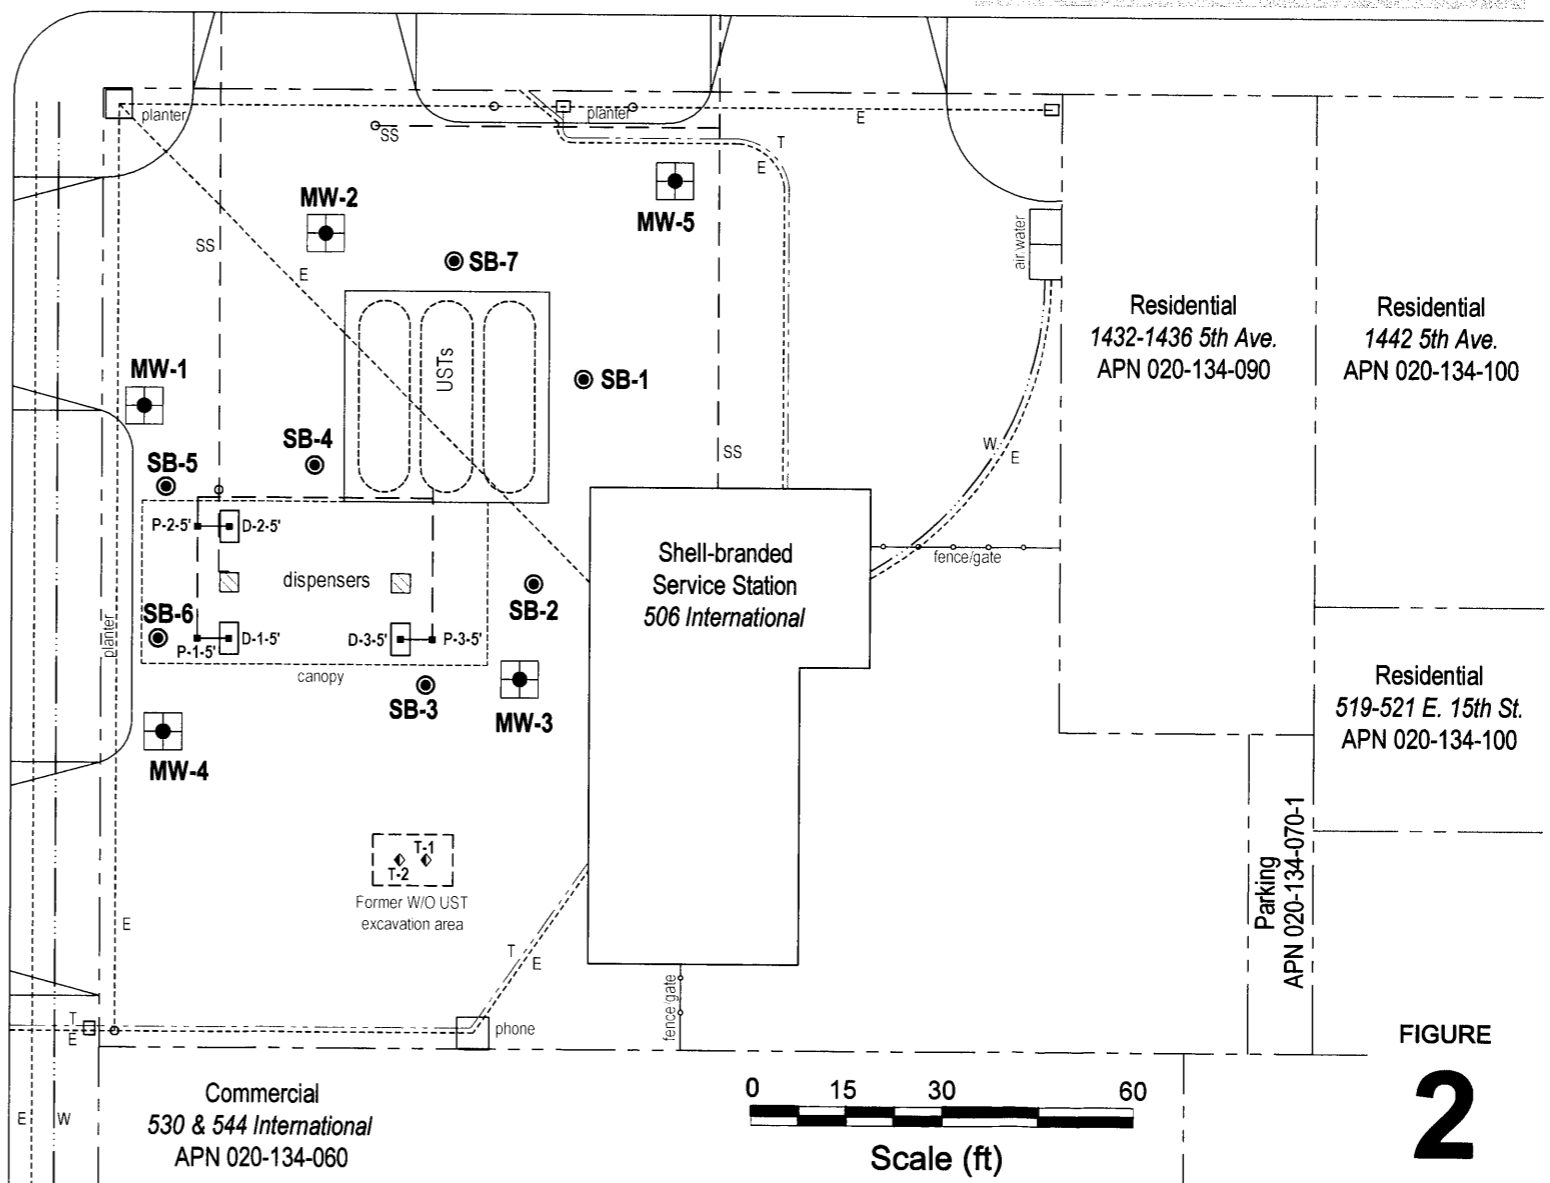 planter
planter
E
SS
T
E
MW-2
MW-5
SS
E
SB-7
air/water
Residential
1432-1436 5th Ave.
APN 020-134-090
Residential
1442 5th Ave.
APN 020-134-100
USTs
MW-1
SB-1
SB-4
SB-5
SS
W
E
P-2-5'
D-2-5'
dispensers
Shell-branded
Service Station
506 International
fence/gate
SB-2
SB-6
planter
P-1-5'
D-1-5'
D-3-5'
P-3-5'
canopy
SB-3
MW-3
MW-4
Residential
519-521 E. 15th St.
APN 020-134-100
Parking
APN 020-134-070-1
T-1
T-2
Former W/O UST
excavation area
E
T
E
fence/gate
T
E
phone
FIGURE
2
Commercial
530 & 544 International
APN 020-134-060
E
W
0 15 30 60
Scale (ft)